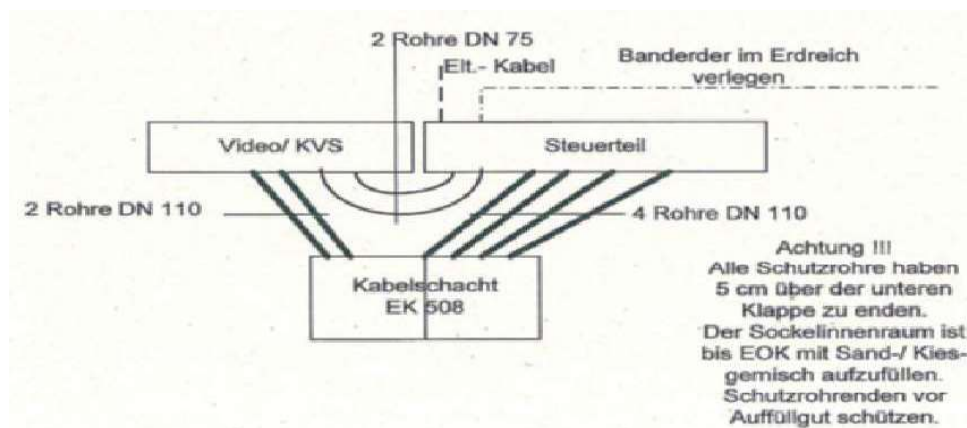 2 Rohre DN 75
Elt.- Kabel
Banderder im Erdreich
verlegen
Video/ KVS
Steuerteil
2 Rohre DN 110
4 Rohre DN 110
Kabelschacht
EK 508
Achtung !!!
Alle Schutzrohre haben
5 cm über der unteren
Klappe zu enden.
Der Sockelinnenraum ist
bis EOK mit Sand-/ Kies-
gemisch aufzufüllen.
Schutzrohrenden vor
Auffüllgut schützen.